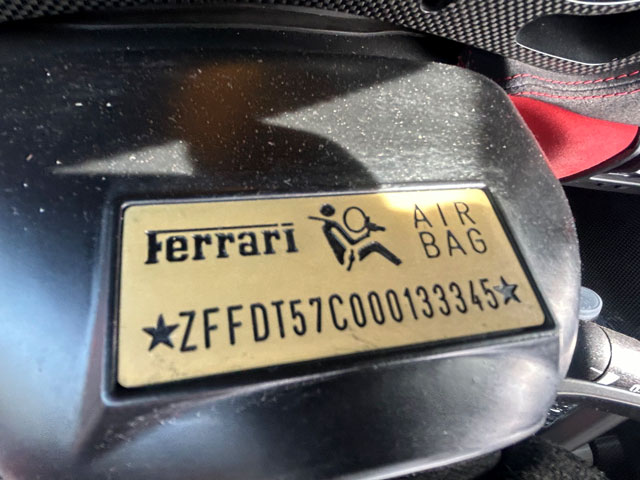 Ferrari
AIR
BAG
★ZFFDT57C000133345★